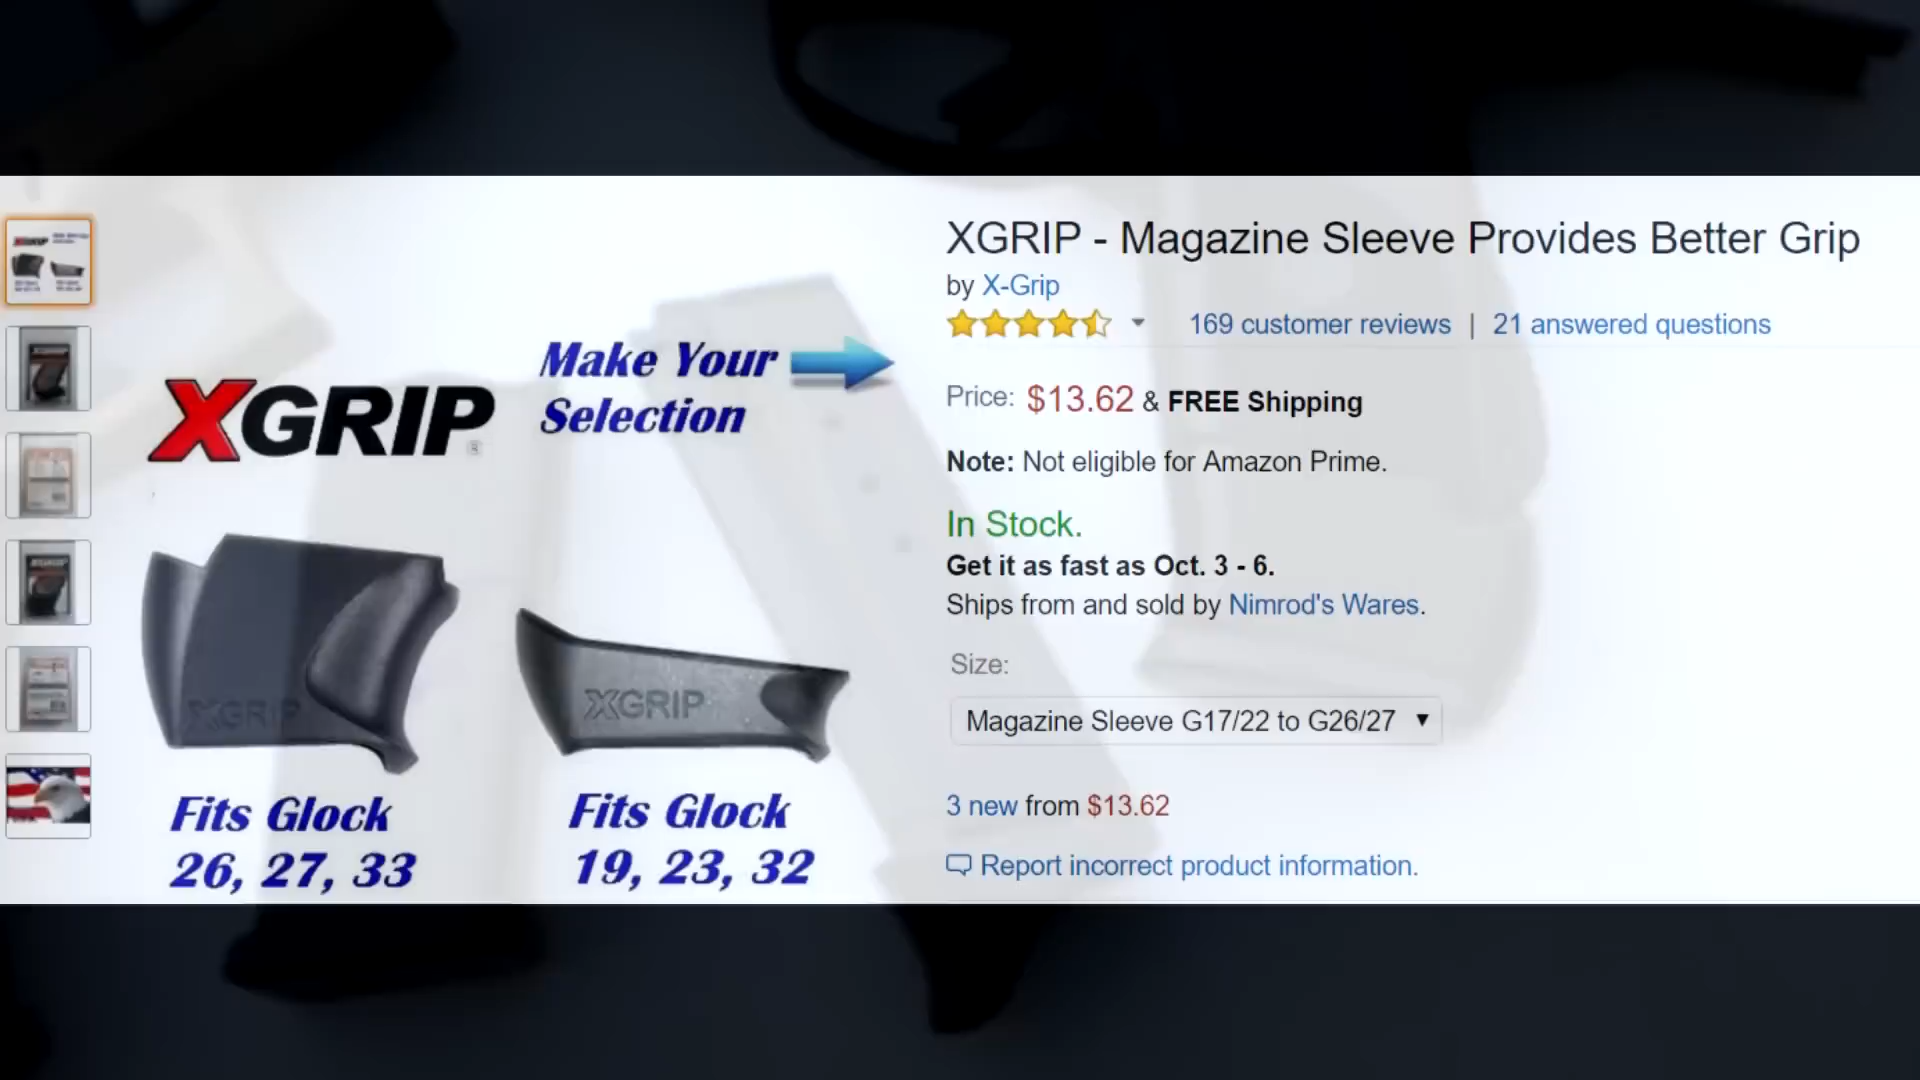 XGRIP - Magazine Sleeve Provides Better Grip
by X-Grip
169 customer reviews | 21 answered questions
Price: $13.62 & FREE Shipping
Note: Not eligible for Amazon Prime.
In Stock.
Get it as fast as Oct. 3 - 6.
Ships from and sold by Nimrod's Wares.
Size:
Magazine Sleeve G17/22 to G26/27
3 new from $13.62
Report incorrect product information.
Make Your
Selection
XGRIP®
XGRIP
XGRIP
Fits Glock
26, 27, 33
Fits Glock
19, 23, 32